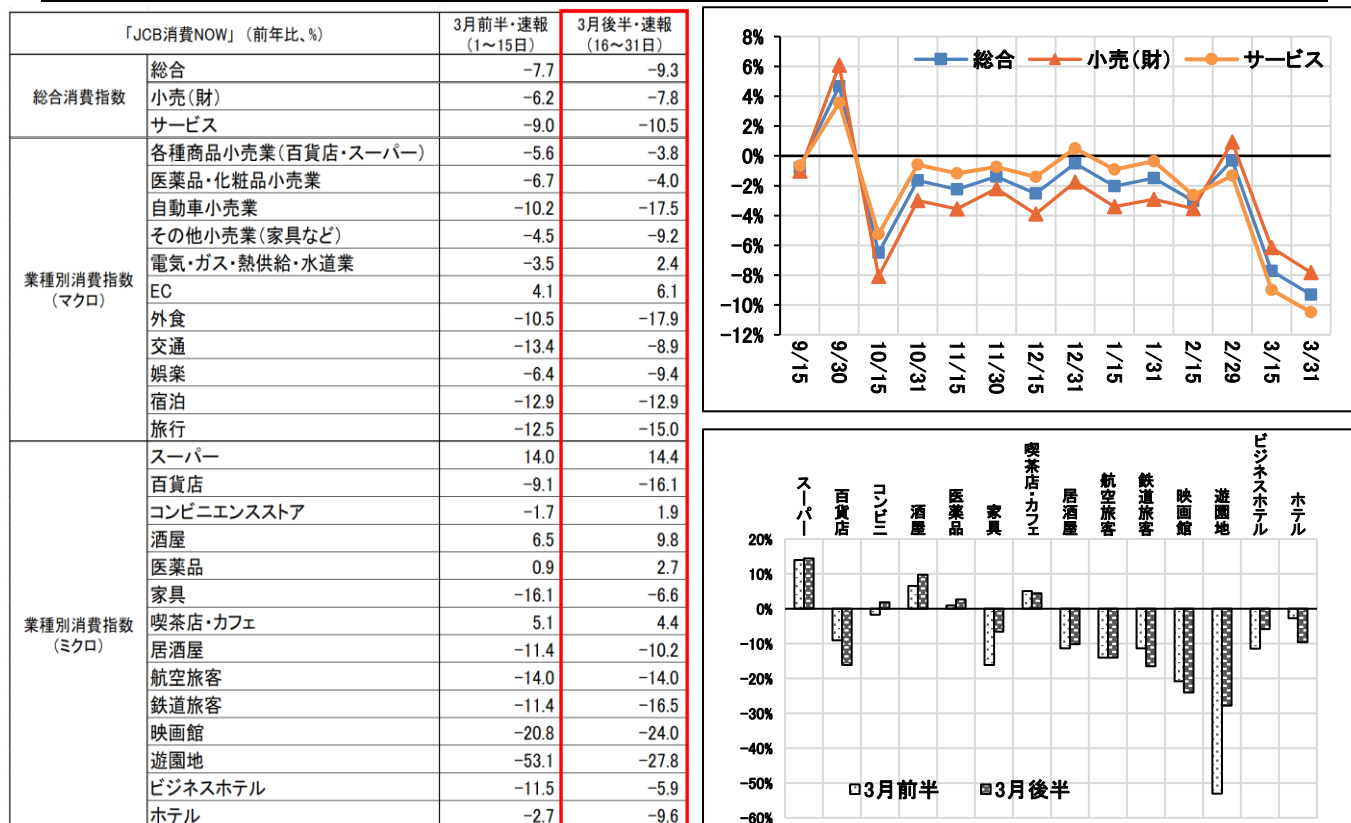 「JCB消費NOW」（前年比、%） 3月前半・速報（1～15日） 3月後半・速報（16～31日）
総合消費指数
総合 -7.7 -9.3
小売（財） -6.2 -7.8
サービス -9.0 -10.5
業種別消費指数（マクロ）
各種商品小売業（百貨店・スーパー） -5.6 -3.8
医薬品・化粧品小売業 -6.7 -4.0
自動車小売業 -10.2 -17.5
その他小売業（家具など） -4.5 -9.2
電気・ガス・熱供給・水道業 -3.5 2.4
EC 4.1 6.1
外食 -10.5 -17.9
交通 -13.4 -8.9
娯楽 -6.4 -9.4
宿泊 -12.9 -12.9
旅行 -12.5 -15.0
業種別消費指数（ミクロ）
スーパー 14.0 14.4
百貨店 -9.1 -16.1
コンビニエンスストア -1.7 1.9
酒屋 6.5 9.8
医薬品 0.9 2.7
家具 -16.1 -6.6
喫茶店・カフェ 5.1 4.4
居酒屋 -11.4 -10.2
航空旅客 -14.0 -14.0
鉄道旅客 -11.4 -16.5
映画館 -20.8 -24.0
遊園地 -53.1 -27.8
ビジネスホテル -11.5 -5.9
ホテル -2.7 -9.6
総合 小売（財） サービス
8%
6%
4%
2%
0%
-2%
-4%
-6%
-8%
-10%
-12%
9/15 9/30 10/15 10/31 11/15 11/30 12/15 12/31 1/15 1/31 2/15 2/29 3/15 3/31
スーパー 百貨店 コンビニ 酒屋 医薬品 家具 喫茶店・カフェ 居酒屋 航空旅客 鉄道旅客 映画館 遊園地 ビジネスホテル ホテル
20%
10%
0%
-10%
-20%
-30%
-40%
-50%
-60%
3月前半 3月後半